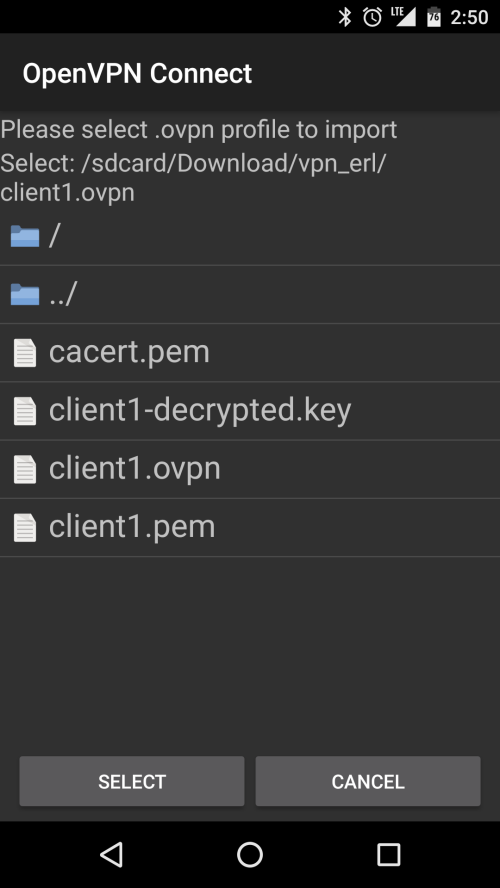 LTE 76 2:50
OpenVPN Connect
Please select .ovpn profile to import
Select: /sdcard/Download/vpn_erl/
client1.ovpn
/
../
cacert.pem
client1-decrypted.key
client1.ovpn
client1.pem
SELECT CANCEL